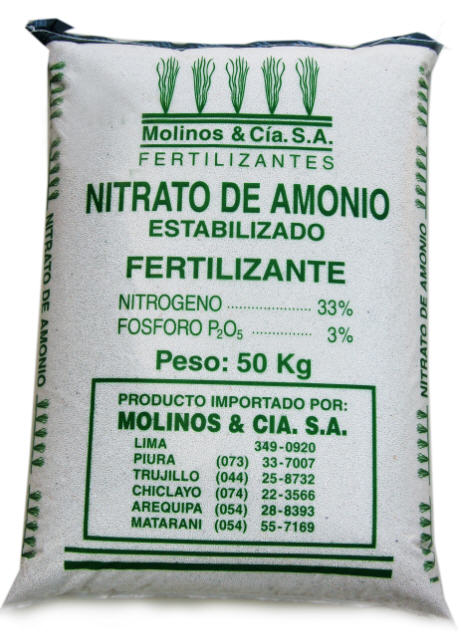 Molinos & Cía. S.A.
FERTILIZANTES
NITRATO DE AMONIO
ESTABILIZADO
FERTILIZANTE
NITROGENO ..................... 33%
FOSFORO P₂O₅ ............... 3%
Peso: 50 Kg
PRODUCTO IMPORTADO POR:
MOLINOS & CIA. S.A.
LIMA 349-0920
PIURA (073) 33-7007
TRUJILLO (044) 25-8732
CHICLAYO (074) 22-3566
AREQUIPA (054) 28-8393
MATARANI (054) 55-7169
NITRATO DE AMONIO
NITRATO DE AMONIO